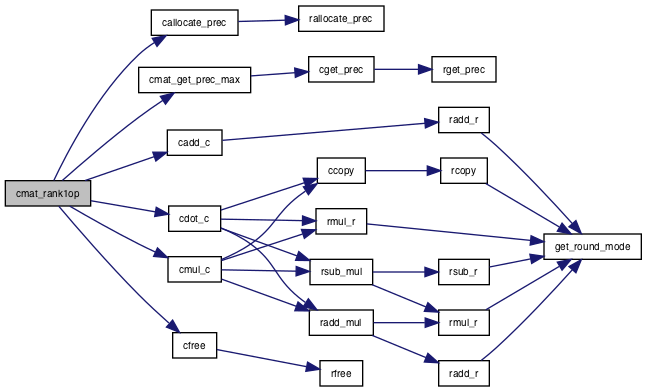 callocate_prec
rallocate_prec
cmat_get_prec_max
cget_prec
rget_prec
cadd_c
radd_r
cmat_rank1op
ccopy
rcopy
cdot_c
rmul_r
get_round_mode
cmul_c
rsub_mul
rsub_r
radd_mul
rmul_r
cfree
rfree
radd_r